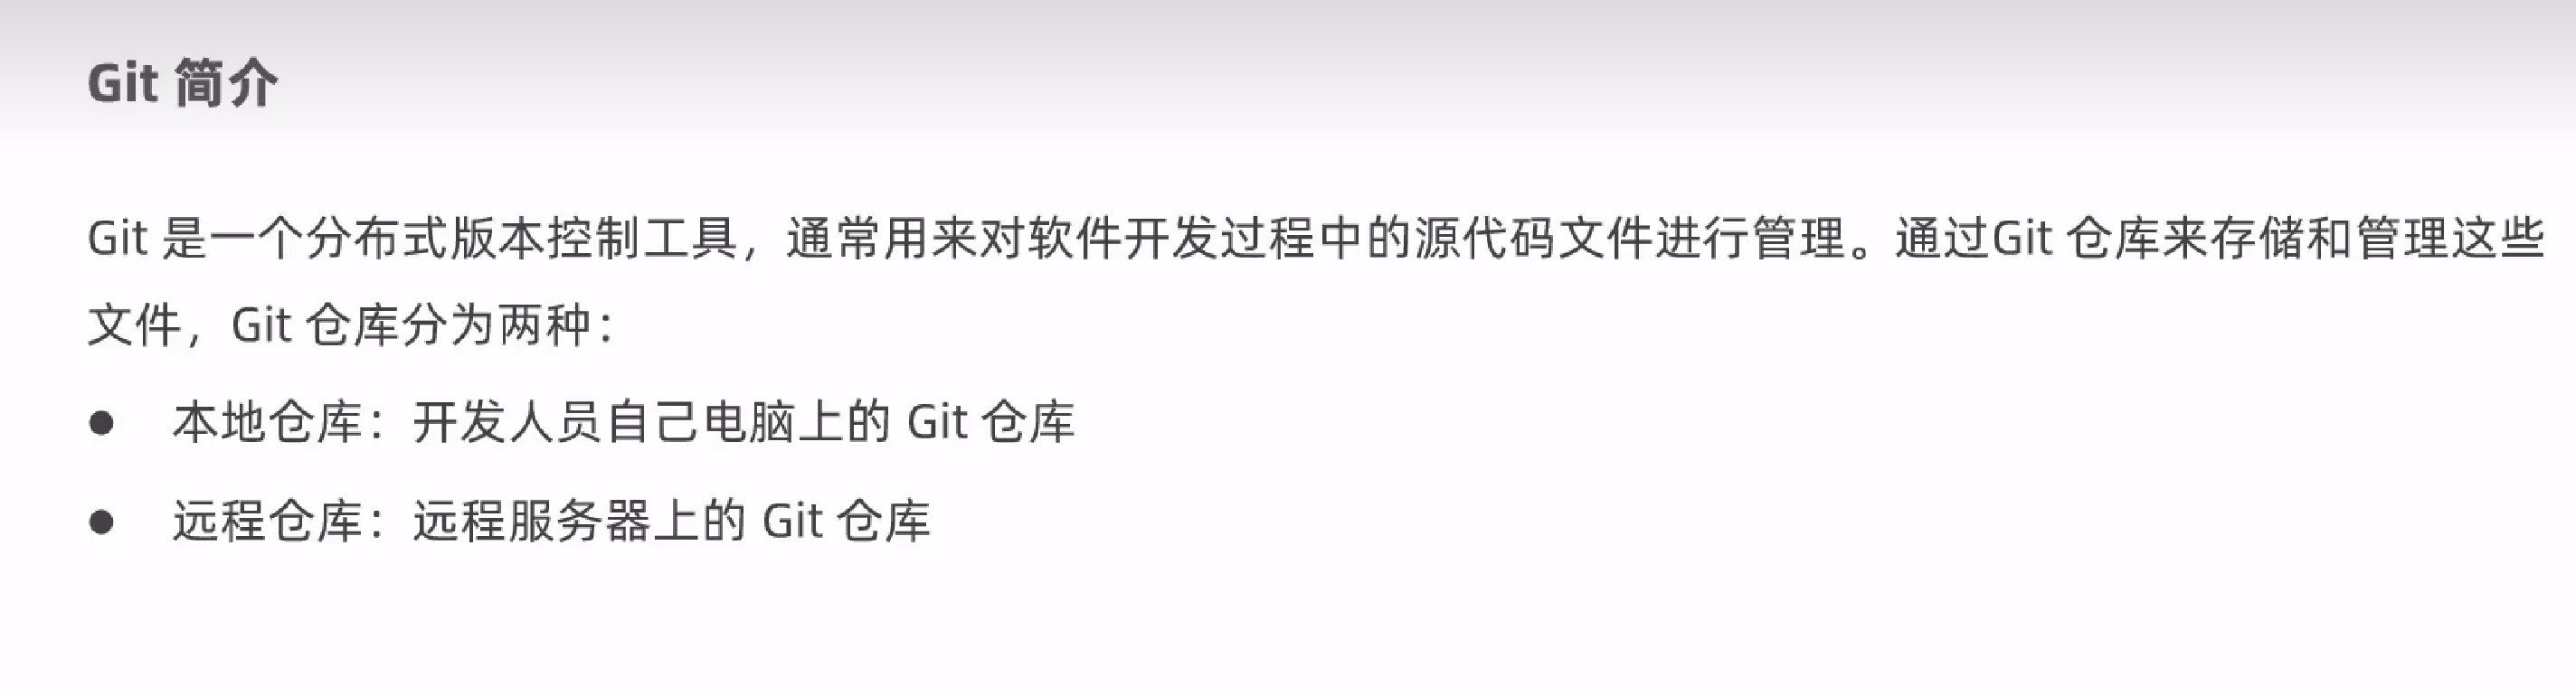 Git 简介
Git 是一个分布式版本控制工具，通常用来对软件开发过程中的源代码文件进行管理。通过Git 仓库来存储和管理这些
文件，Git 仓库分为两种：
● 本地仓库：开发人员自己电脑上的 Git 仓库
● 远程仓库：远程服务器上的 Git 仓库